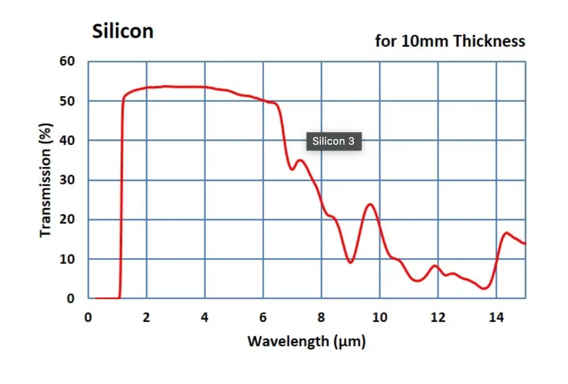 Silicon
for 10mm Thickness
60
50
40
30
20
10
0
Transmission (%)
Silicon 3
0 2 4 6 8 10 12 14
Wavelength (μm)